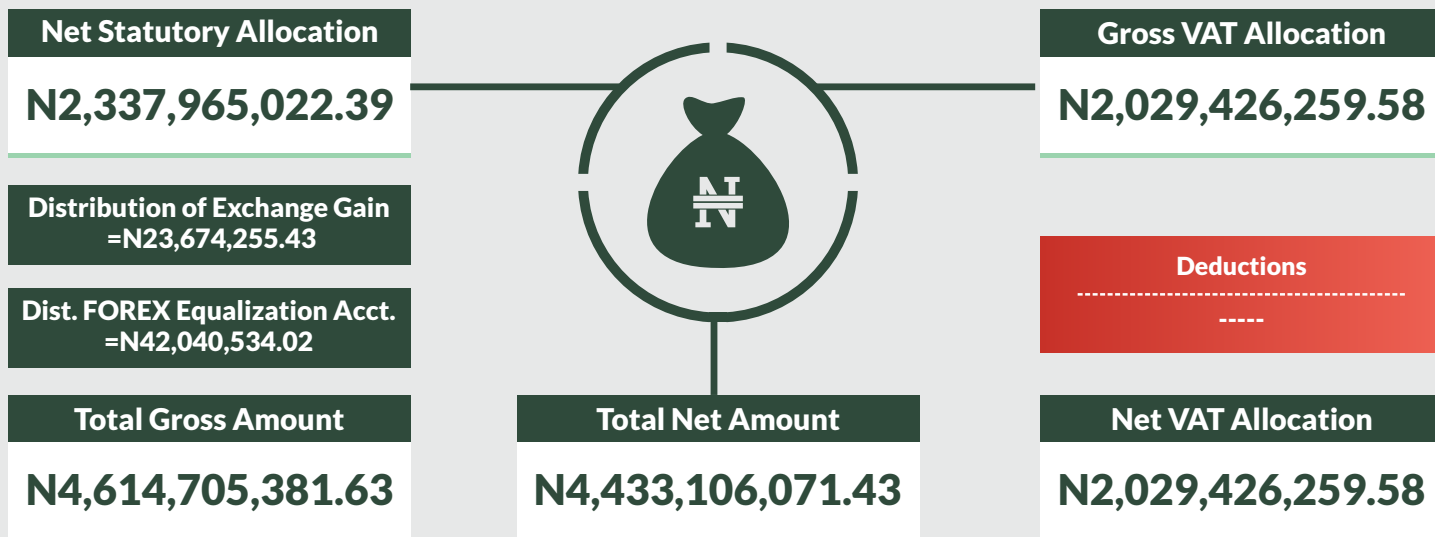 Net Statutory Allocation
N2,337,965,022.39
Distribution of Exchange Gain
=N23,674,255.43
Dist. FOREX Equalization Acct.
=N42,040,534.02
Total Gross Amount
N4,614,705,381.63
₦
Total Net Amount
N4,433,106,071.43
Gross VAT Allocation
N2,029,426,259.58
Deductions
-----
Net VAT Allocation
N2,029,426,259.58